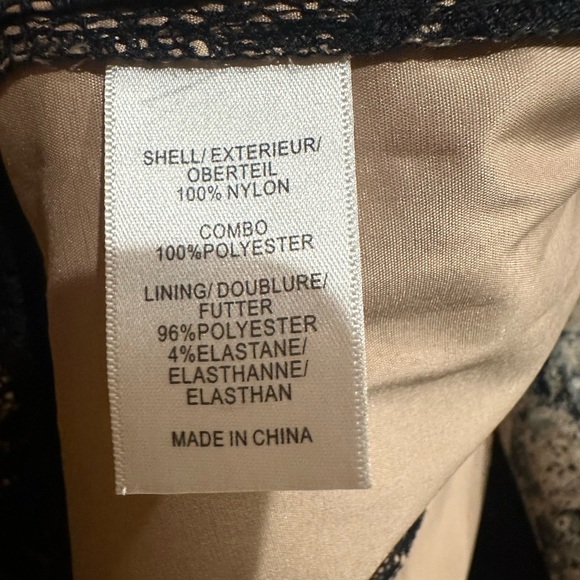 SHELL/EXTERIEUR/
OBERTEIL
100% NYLON
COMBO
100%POLYESTER
LINING/DOUBLURE/
FUTTER
96%POLYESTER
4%ELASTANE/
ELASTHANNE/
ELASTHAN
MADE IN CHINA